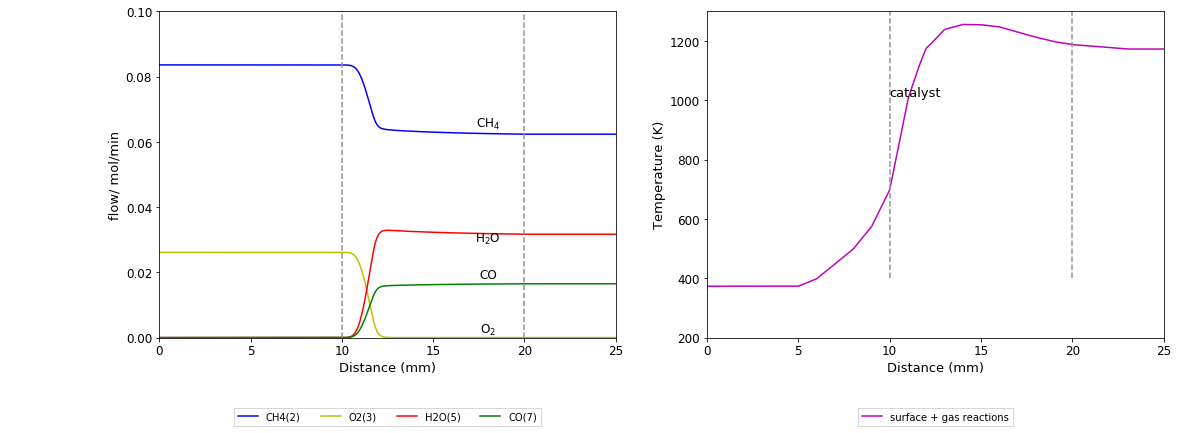 0.10
0.08
0.06
0.04
0.02
0.00
flow/ mol/min
0
5
10
15
20
25
Distance (mm)
CH₄
H₂O
CO
O₂
CH4(2)
O2(3)
H2O(5)
CO(7)
1200
1000
800
600
400
200
Temperature (K)
catalyst
0
5
10
15
20
25
Distance (mm)
surface + gas reactions